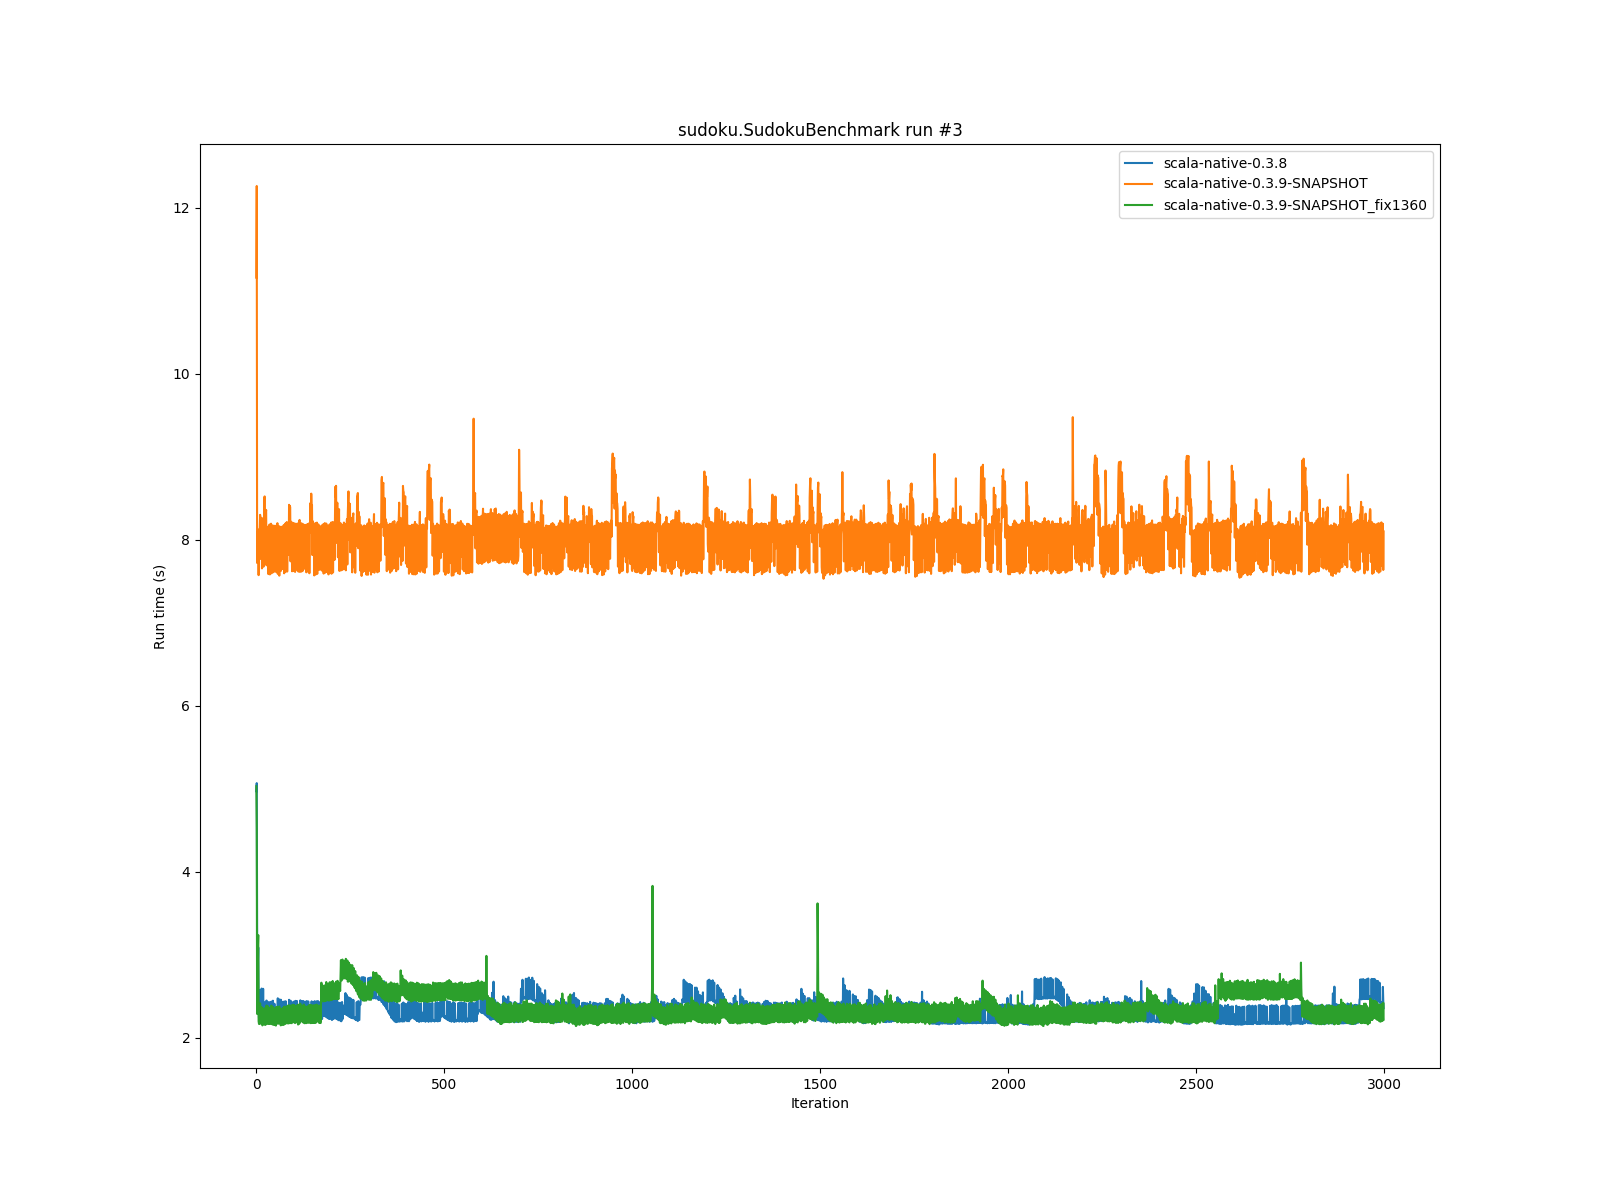 sudoku.SudokuBenchmark run #3
scala-native-0.3.8
scala-native-0.3.9-SNAPSHOT
scala-native-0.3.9-SNAPSHOT_fix1360
12
10
8
6
4
2
Run time (s)
0 500 1000 1500 2000 2500 3000
Iteration